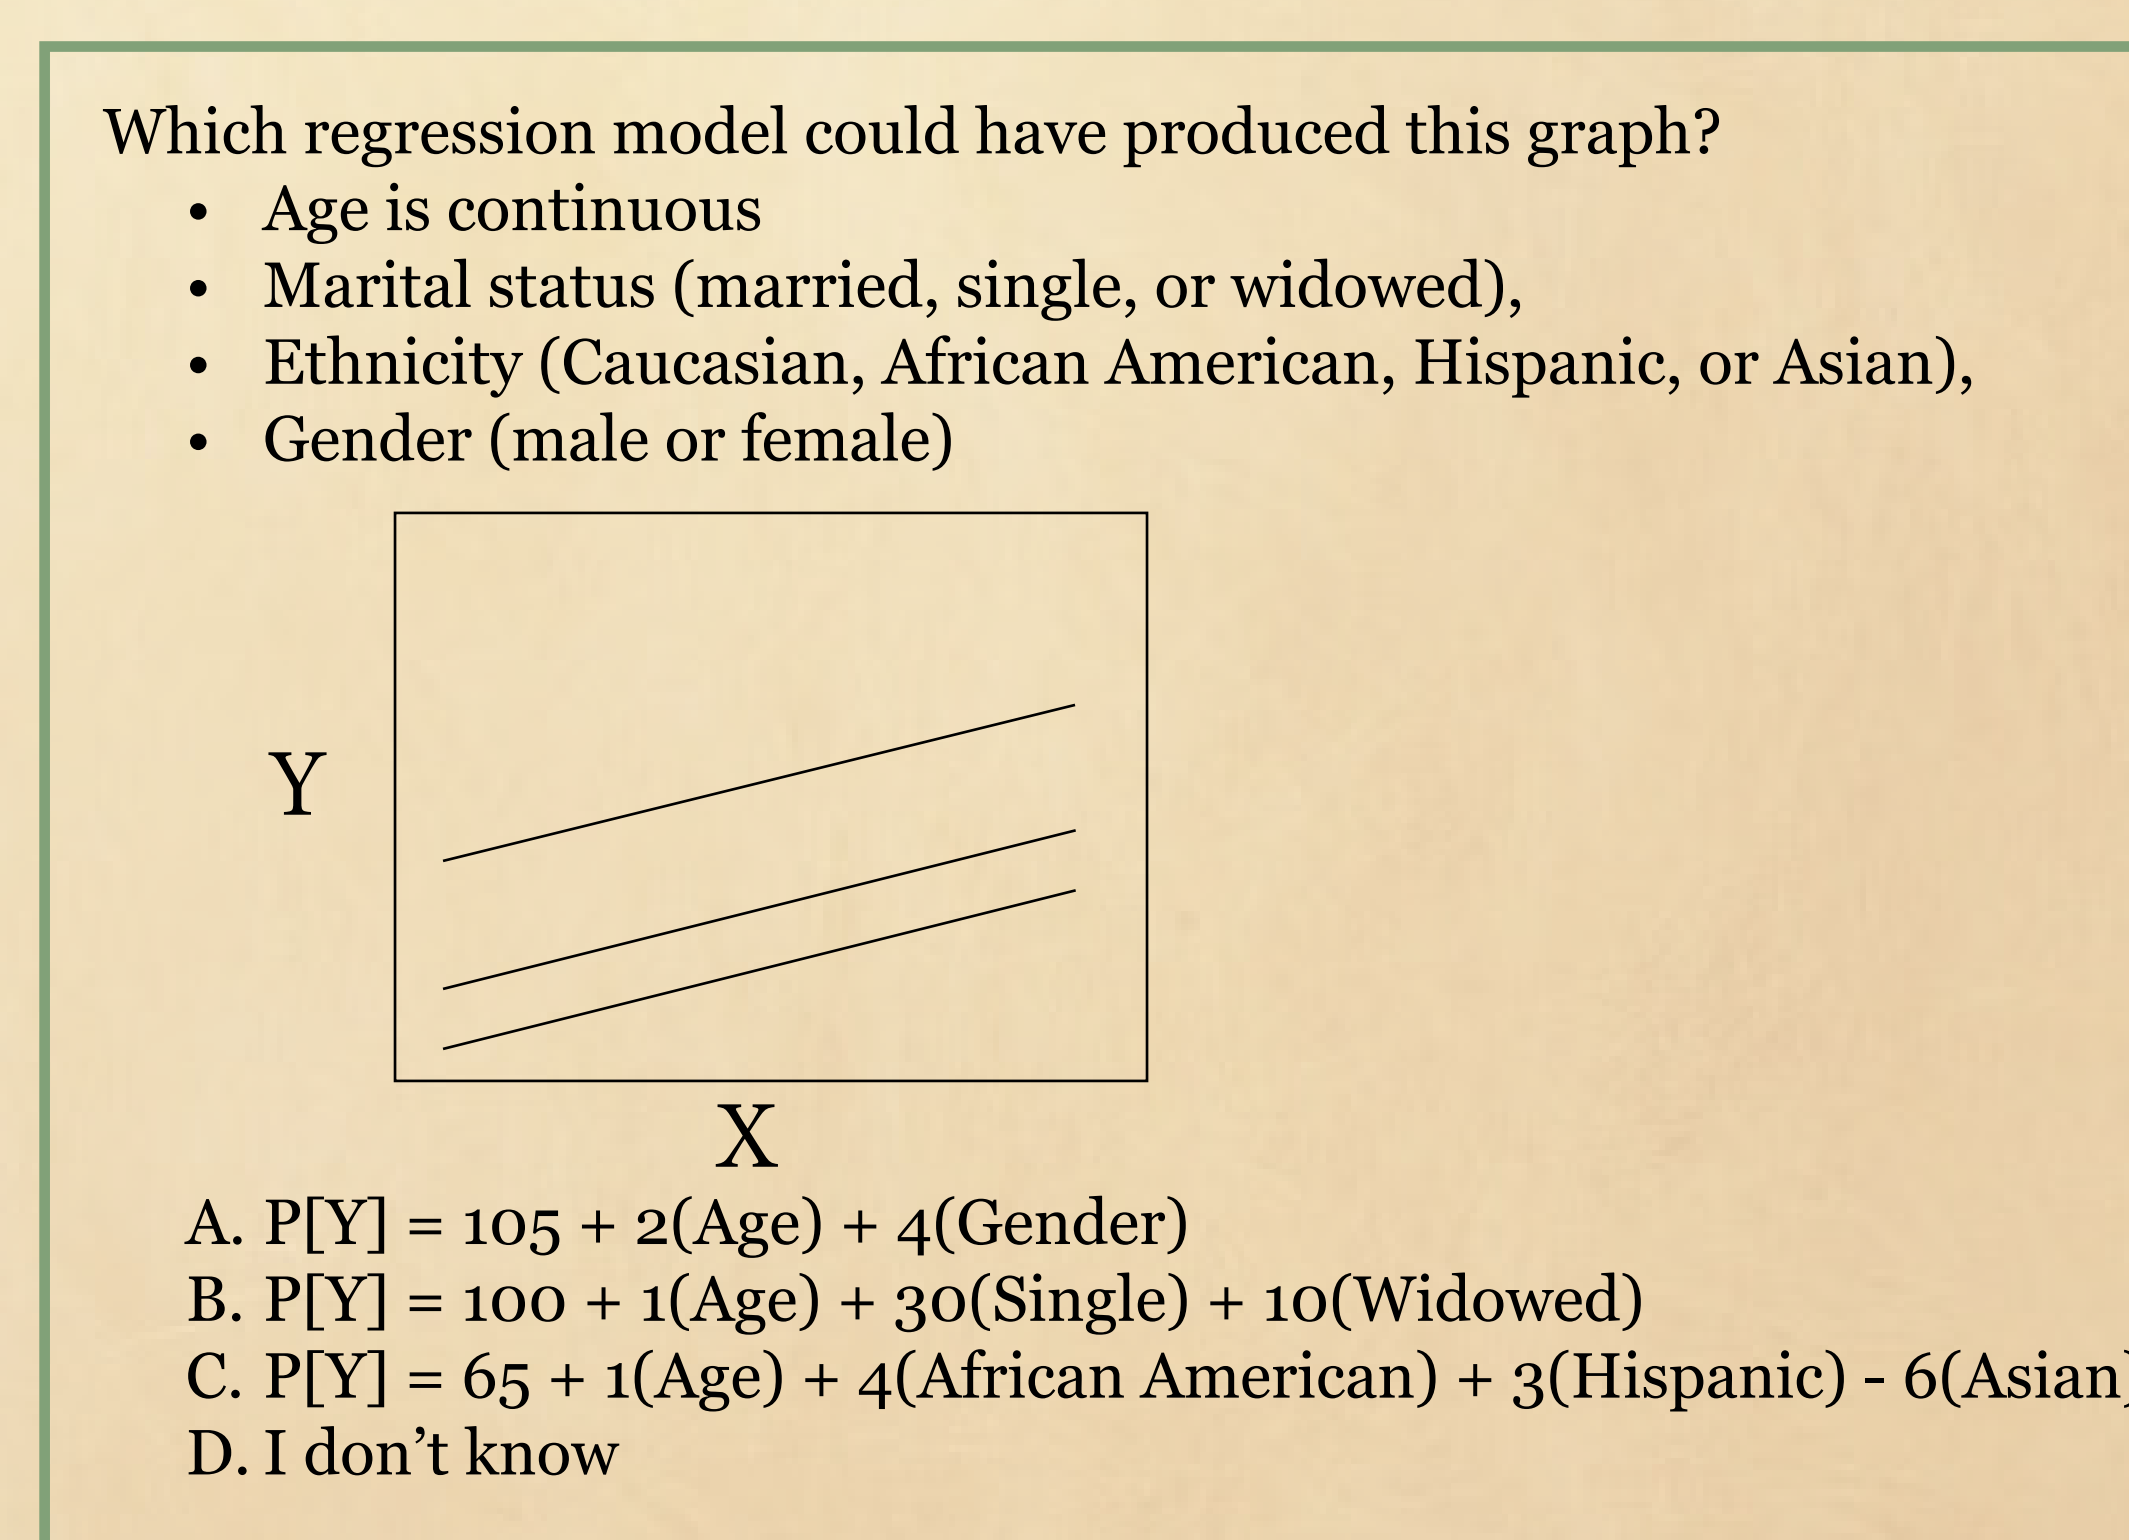 Which regression model could have produced this graph?
• Age is continuous
• Marital status (married, single, or widowed),
• Ethnicity (Caucasian, African American, Hispanic, or Asian),
• Gender (male or female)
Y
X
A. P[Y] = 105 + 2(Age) + 4(Gender)
B. P[Y] = 100 + 1(Age) + 30(Single) + 10(Widowed)
C. P[Y] = 65 + 1(Age) + 4(African American) + 3(Hispanic) - 6(Asian)
D. I don’t know